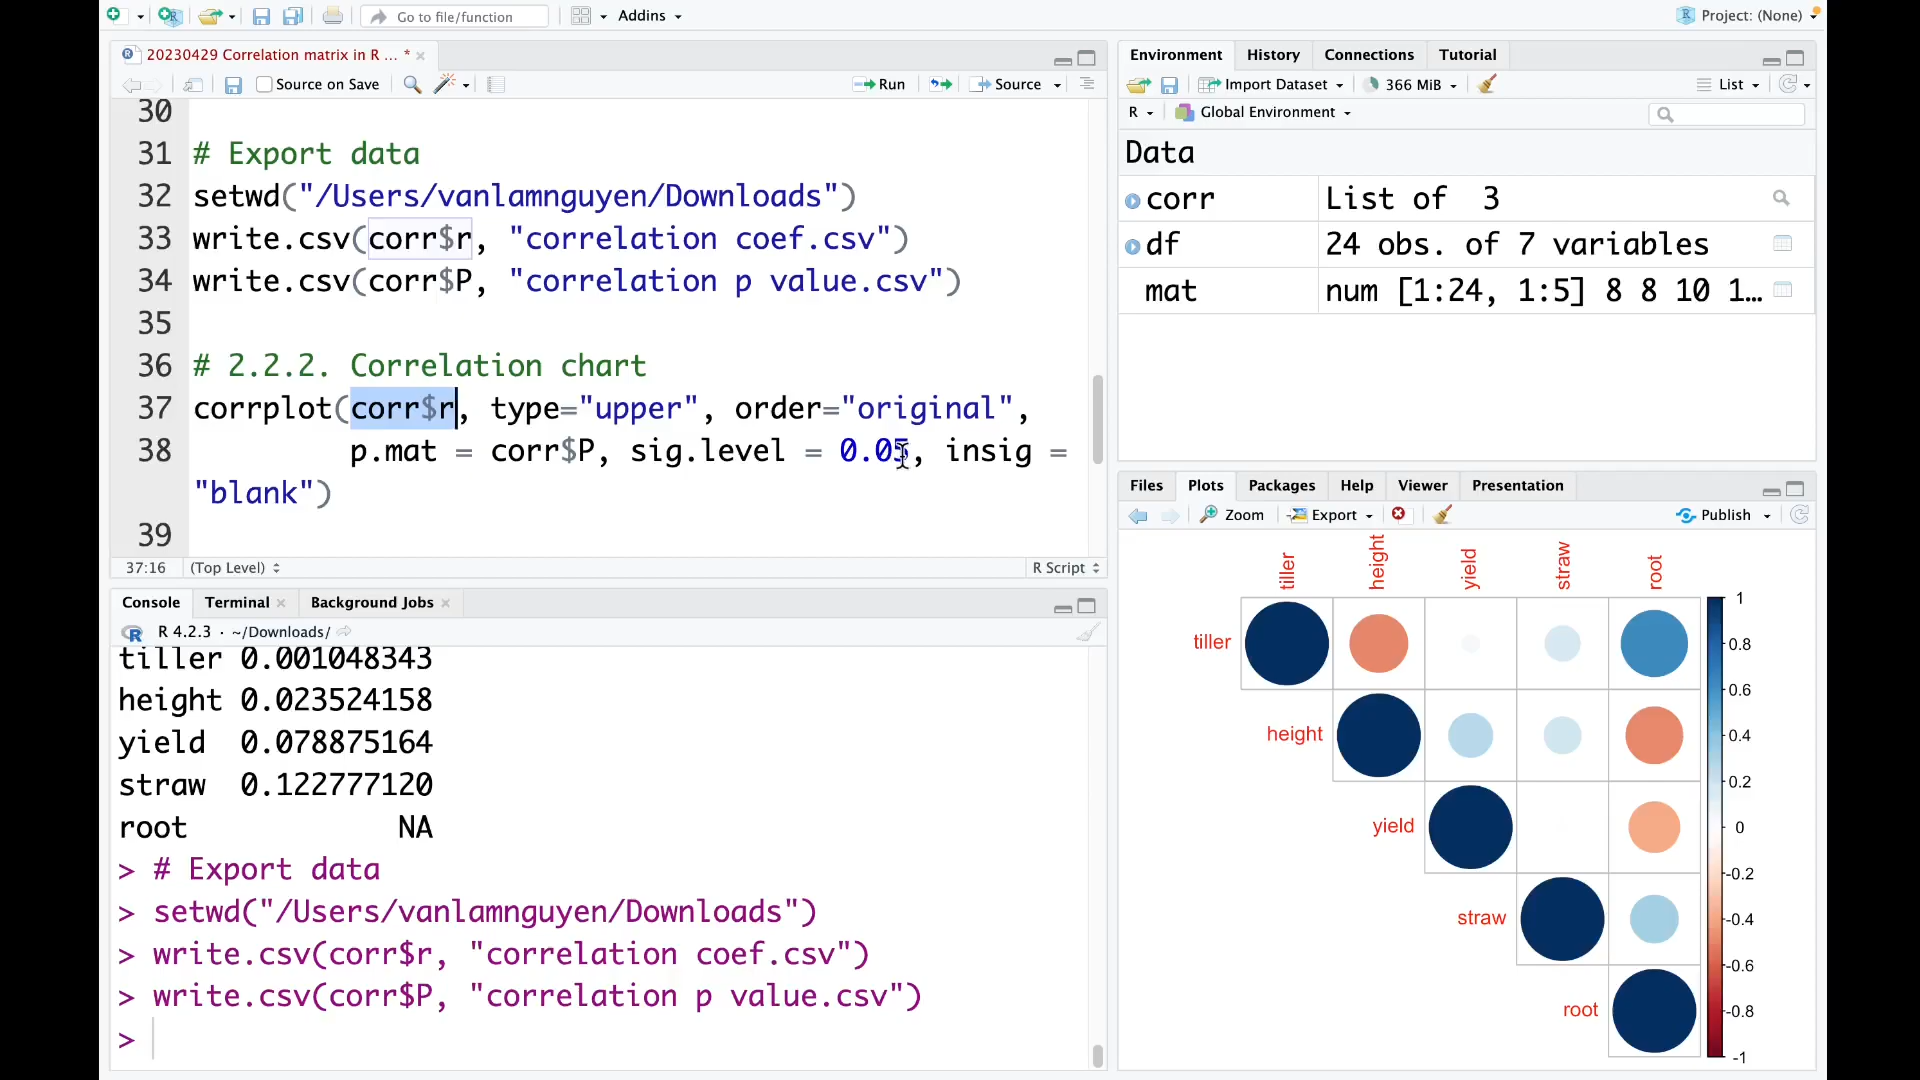 Go to file/function
Addins
Project: (None)
20230429 Correlation matrix in R ... *
Source on Save
Run
Source
30
31 # Export data
32 setwd("/Users/vanlamnguyen/Downloads")
33 write.csv(corr$r, "correlation coef.csv")
34 write.csv(corr$P, "correlation p value.csv")
35
36 # 2.2.2. Correlation chart
37 corrplot(corr$r, type="upper", order="original",
38 p.mat = corr$P, sig.level = 0.05, insig =
"blank")
39
37:16 (Top Level) R Script
Console Terminal Background Jobs
R 4.2.3 · ~/Downloads/
tiller 0.001048343
height 0.023524158
yield 0.078875164
straw 0.122777120
root NA
> # Export data
> setwd("/Users/vanlamnguyen/Downloads")
> write.csv(corr$r, "correlation coef.csv")
> write.csv(corr$P, "correlation p value.csv")
>
Environment History Connections Tutorial
Import Dataset 366 MiB List
R Global Environment
Data
corr List of 3
df 24 obs. of 7 variables
mat num [1:24, 1:5] 8 8 10 1…
Files Plots Packages Help Viewer Presentation
Zoom Export Publish
tiller height yield straw root
tiller
height
yield
straw
root
1
0.8
0.6
0.4
0.2
0
-0.2
-0.4
-0.6
-0.8
-1